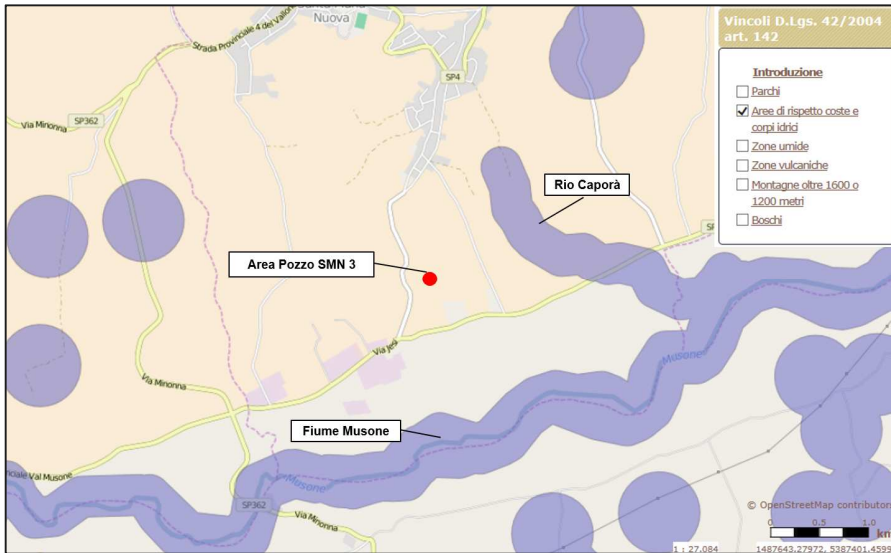 Nuova
Strada Provinciale 4 del Vallone
Vincoli D.Lgs. 42/2004
art. 142
SP4
Introduzione
Parchi
Aree di rispetto coste e
corpi idrici
Zone umide
Zone vulcaniche
Montagne oltre 1600 o
1200 metri
Boschi
SP362
Via Minonna
Rio Caporà
Area Pozzo SMN 3
Via Jesi
Musone
Via Minonna
Fiume Musone
Musone
SP362
Via Minonna
© OpenStreetMap contributors
0 0.5 1.0
km
1 : 27.084
1487643.27972, 5387401.4599